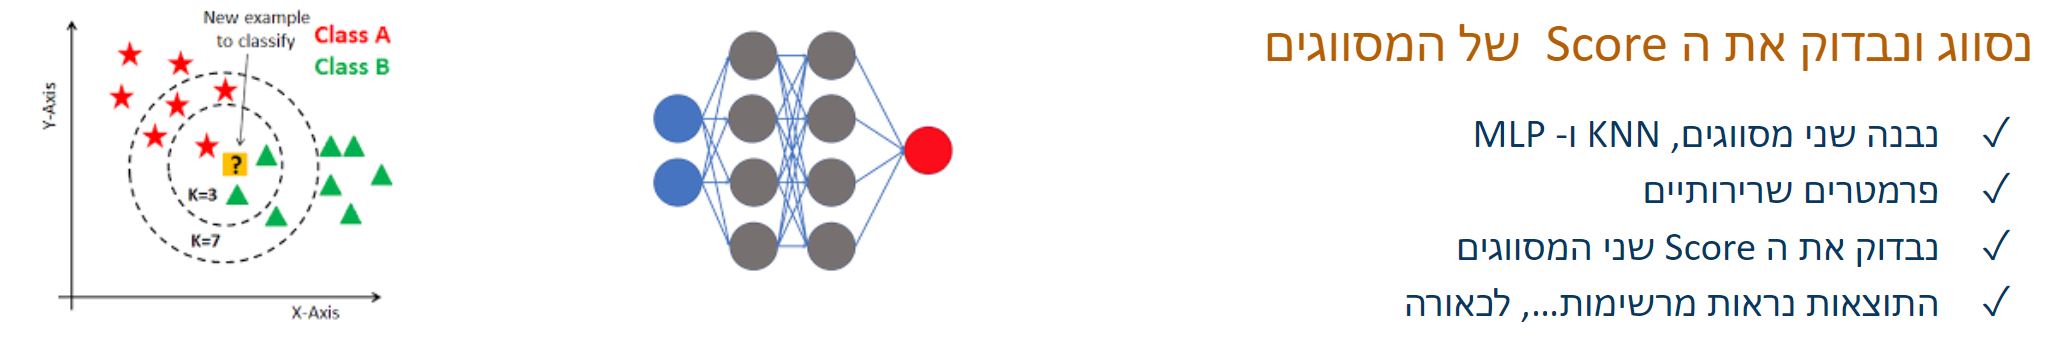 נסווג ונבדוק את ה Score של המסווגים
✓ נבנה שני מסווגים, KNN ו- MLP
✓ פרמטרים שרירותיים
✓ נבדוק את ה Score שני המסווגים
✓ התוצאות נראות מרשימות..., לכאורה
New example
to classify
Class A
Class B
Y-Axis
?
K=3
K=7
X-Axis